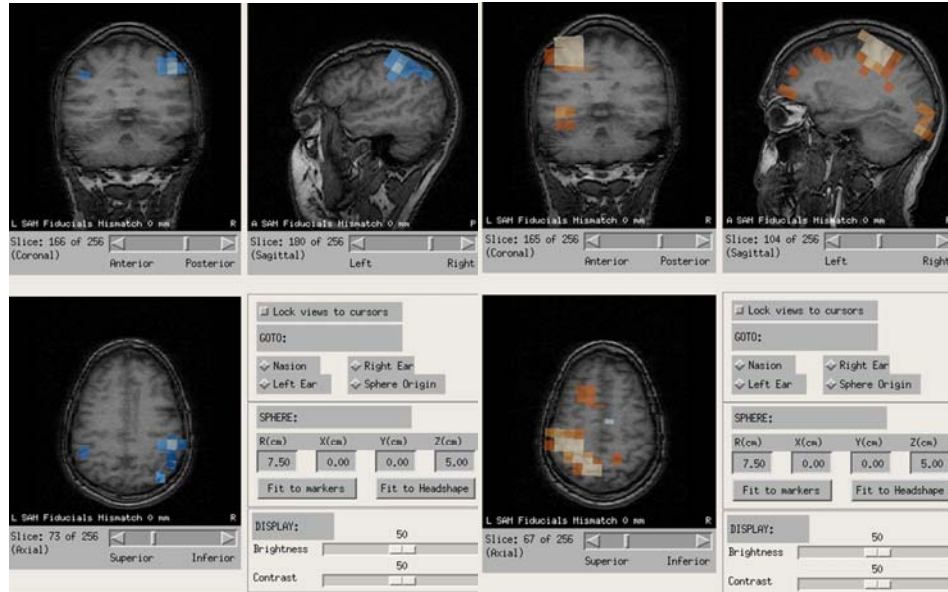 L SAM Fiducials Mismatch 0 mm R
Slice: 166 of 256
(Coronal)
Anterior Posterior
A SAM Fiducials Mismatch 0 mm P
Slice: 180 of 256
(Sagittal)
Left Right
L SAM Fiducials Mismatch 0 mm R
Slice: 165 of 256
(Coronal)
Anterior Posterior
A SAM Fiducials Mismatch 0 mm
Slice: 104 of 256
(Sagittal)
Left Right
L SAM Fiducials Mismatch 0 mm R
Slice: 73 of 256
(Axial)
Superior Inferior
Lock views to cursors
GOTO:
Nasion Right Ear
Left Ear Sphere Origin
SPHERE:
R(cm) X(cm) Y(cm) Z(cm)
7.50 0.00 0.00 5.00
Fit to markers Fit to Headshape
DISPLAY:
50
Brightness
50
Contrast
L SAM Fiducials Mismatch 0 mm R
Slice: 67 of 256
(Axial)
Superior Inferior
Lock views to cursors
GOTO:
Nasion Right Ear
Left Ear Sphere Origin
SPHERE:
R(cm) X(cm) Y(cm) Z(cm)
7.50 0.00 0.00 5.00
Fit to markers Fit to Headshape
DISPLAY:
50
Brightness
50
Contrast